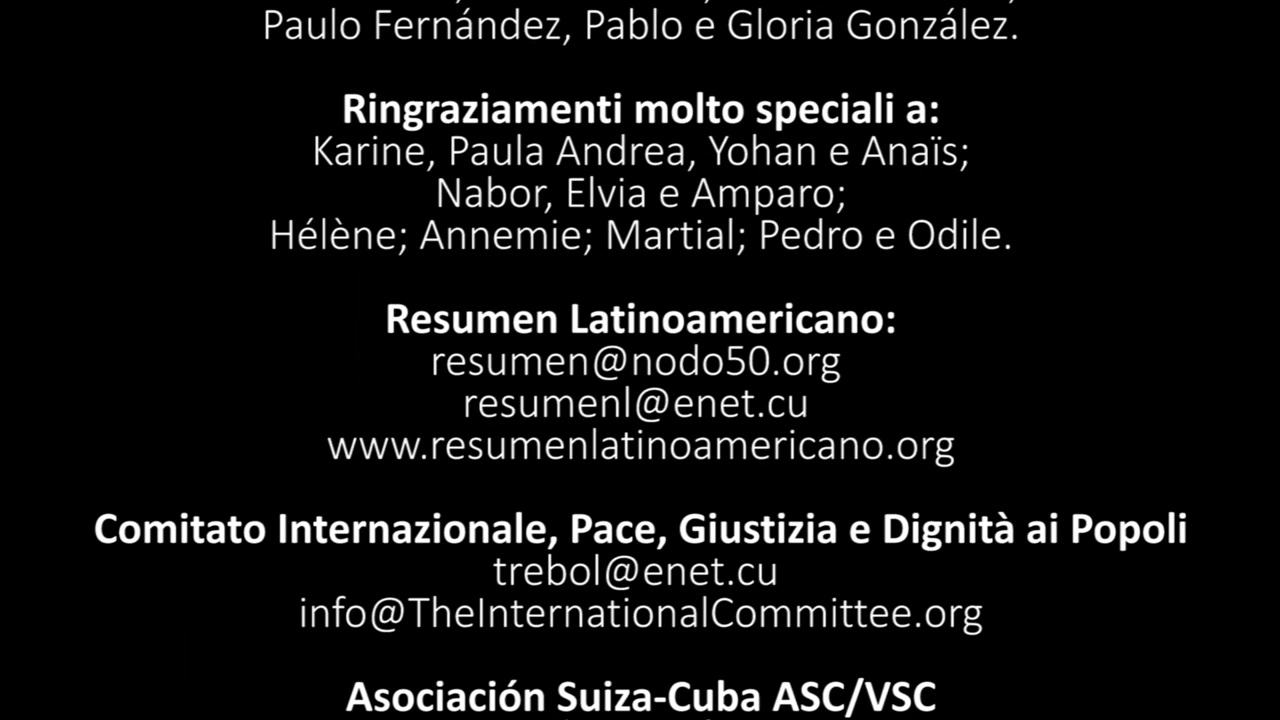 Paulo Fernández, Pablo e Gloria González.
Ringraziamenti molto speciali a:
Karine, Paula Andrea, Yohan e Anaïs;
Nabor, Elvia e Amparo;
Hélène; Annemie; Martial; Pedro e Odile.
Resumen Latinoamericano:
resumen@nodo50.org
resumenl@enet.cu
www.resumenlatinoamericano.org
Comitato Internazionale, Pace, Giustizia e Dignità ai Popoli
trebol@enet.cu
info@TheInternationalCommittee.org
Asociación Suiza-Cuba ASC/VSC